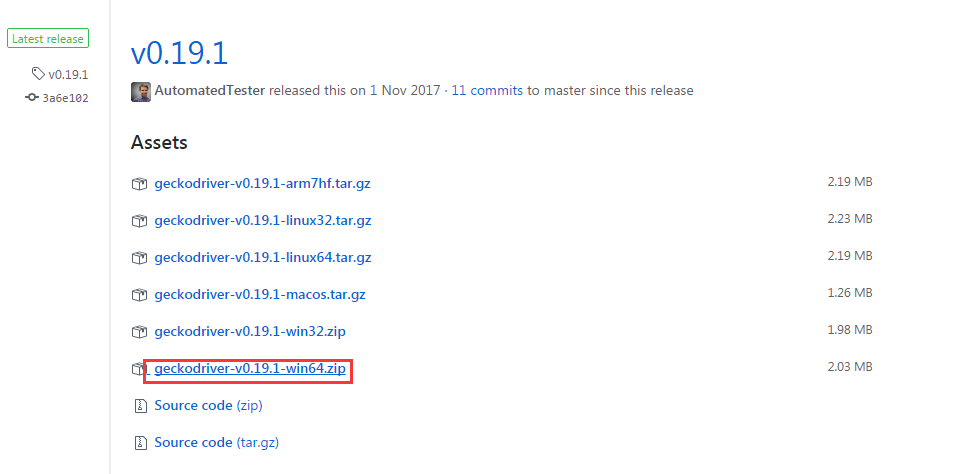 Latest release
v0.19.1
3a6e102
v0.19.1
AutomatedTester released this on 1 Nov 2017 · 11 commits to master since this release
Assets
geckodriver-v0.19.1-arm7hf.tar.gz 2.19 MB
geckodriver-v0.19.1-linux32.tar.gz 2.23 MB
geckodriver-v0.19.1-linux64.tar.gz 2.19 MB
geckodriver-v0.19.1-macos.tar.gz 1.26 MB
geckodriver-v0.19.1-win32.zip 1.98 MB
geckodriver-v0.19.1-win64.zip 2.03 MB
Source code (zip)
Source code (tar.gz)